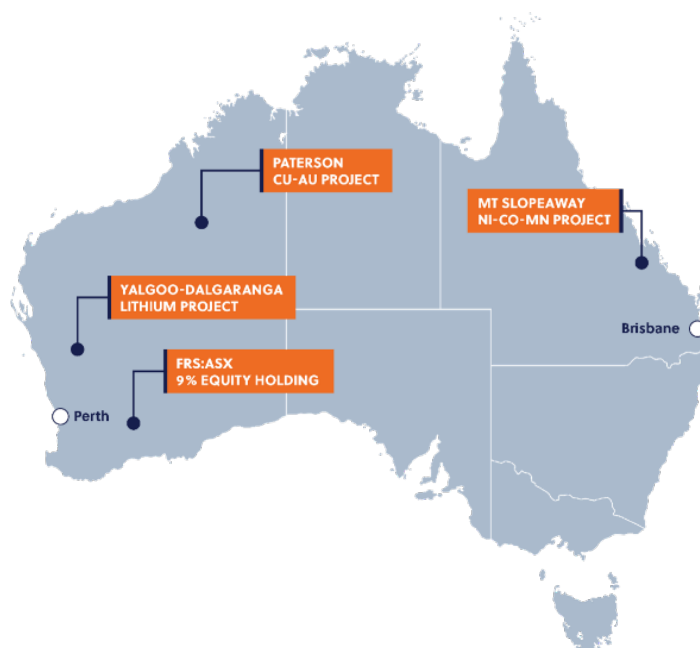 PATERSON
CU-AU PROJECT
MT SLOPEAWAY
NI-CO-MN PROJECT
YALGOO-DALGARANGA
LITHIUM PROJECT
Brisbane
FRS:ASX
9% EQUITY HOLDING
Perth